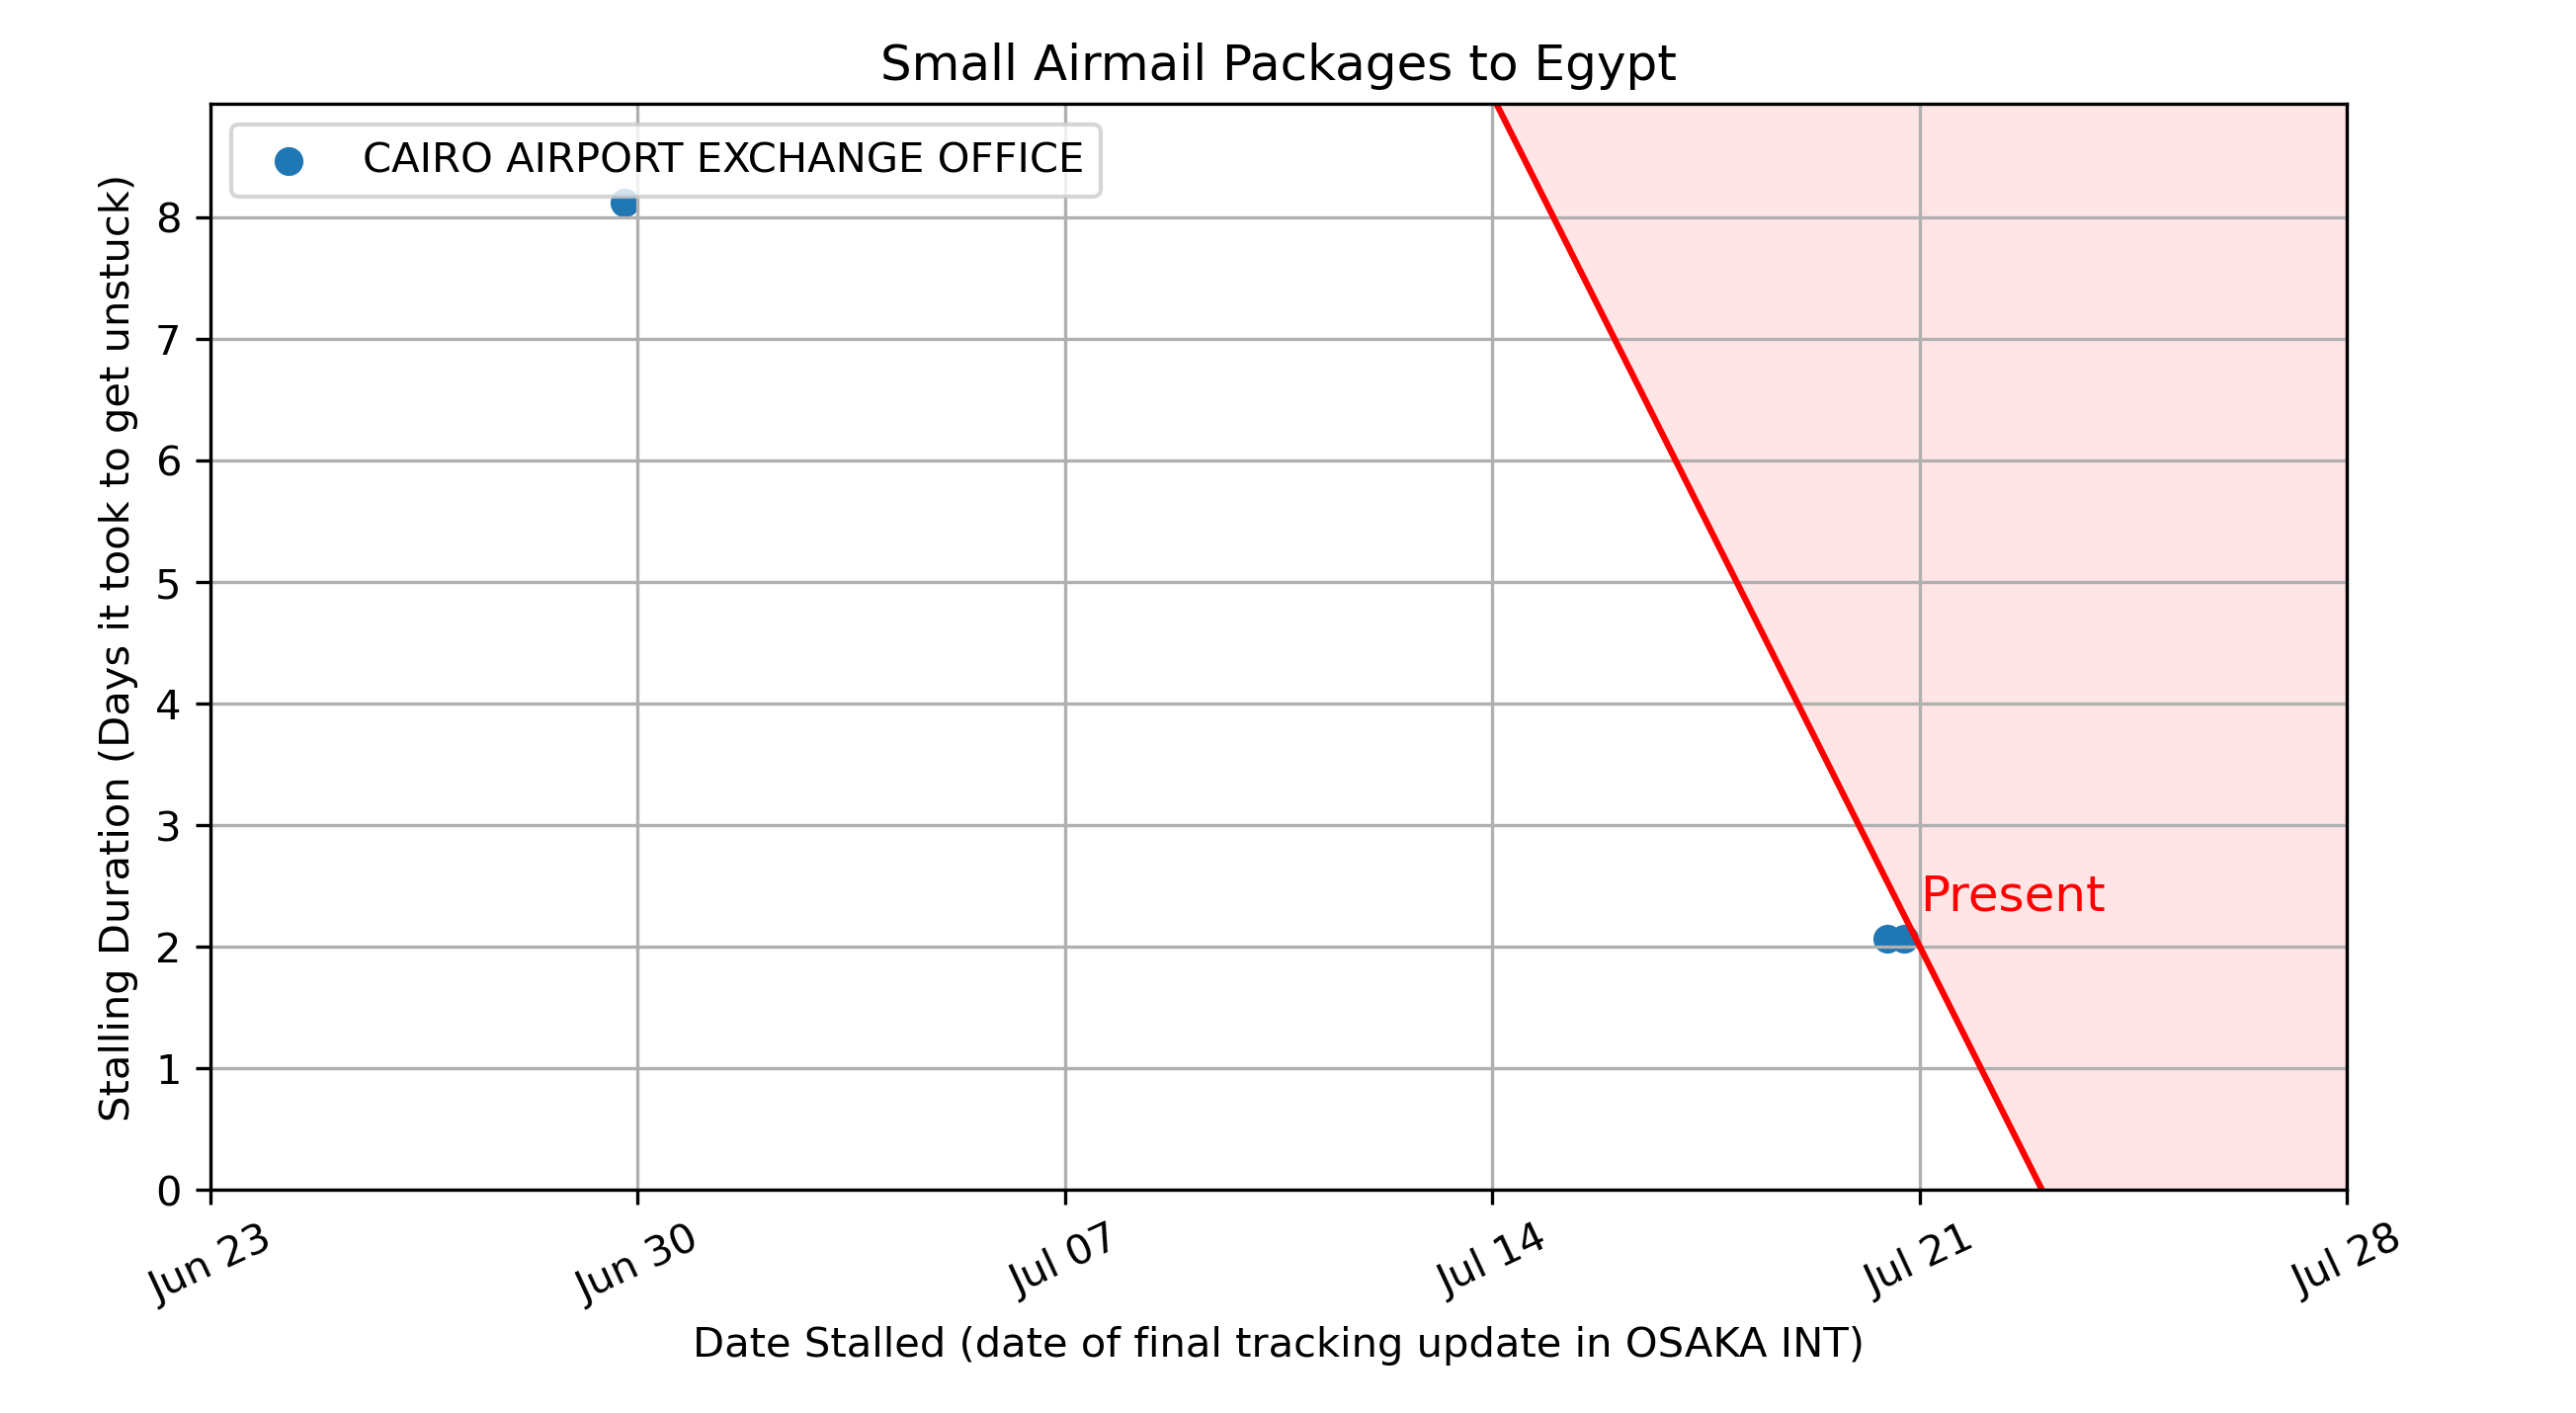 Small Airmail Packages to Egypt
CAIRO AIRPORT EXCHANGE OFFICE
Stalling Duration (Days it took to get unstuck)
8
7
6
5
4
3
2
1
0
Present
Jun 23
Jun 30
Jul 07
Jul 14
Jul 21
Jul 28
Date Stalled (date of final tracking update in OSAKA INT)